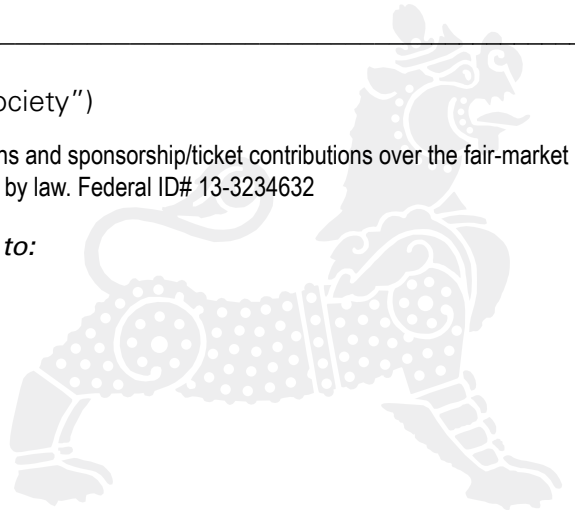 ociety”)
ns and sponsorship/ticket contributions over the fair-market
by law. Federal ID# 13-3234632
to: